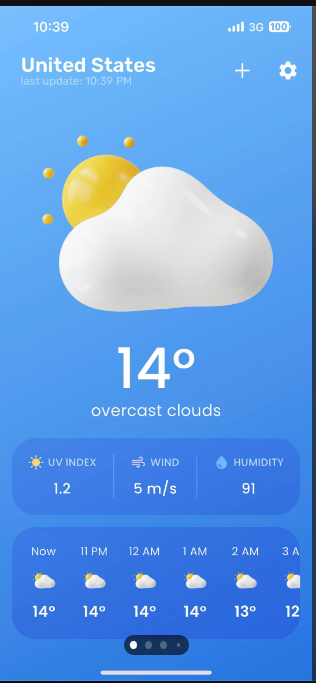 10:39 3G 100
United States
last update: 10:39 PM
14°
overcast clouds
UV INDEX WIND HUMIDITY
1.2 5 m/s 91
Now 11 PM 12 AM 1 AM 2 AM 3 A
14° 14° 14° 14° 13° 12